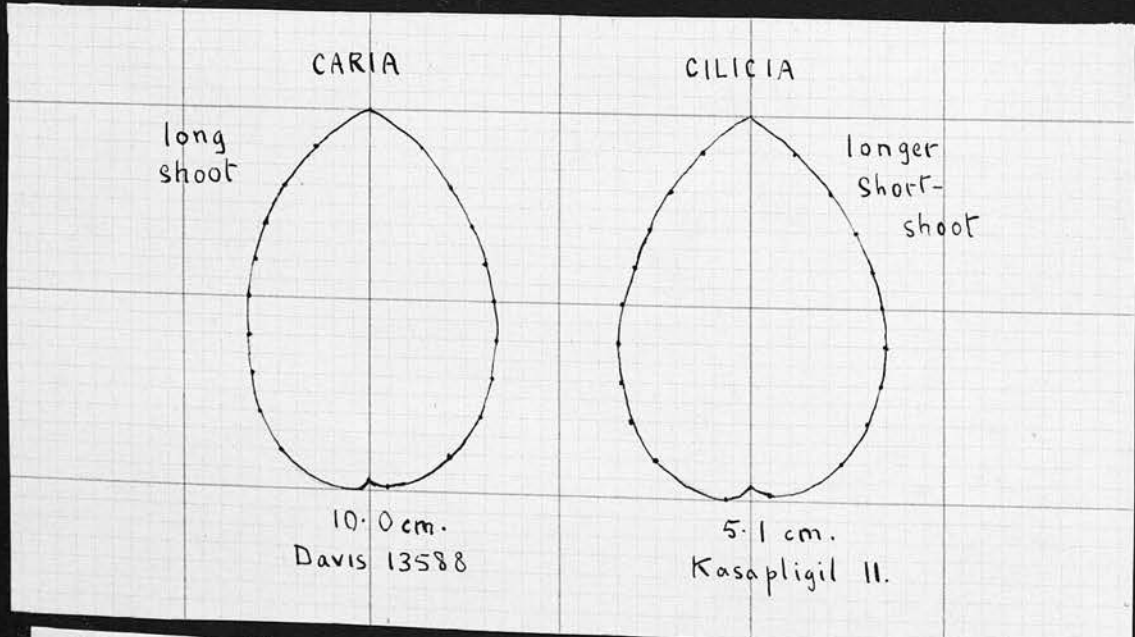 CARIA
long
shoot
10.0 cm.
Davis 13588
CILICIA
longer
short-
shoot
5.1 cm.
Kasapligil 11.